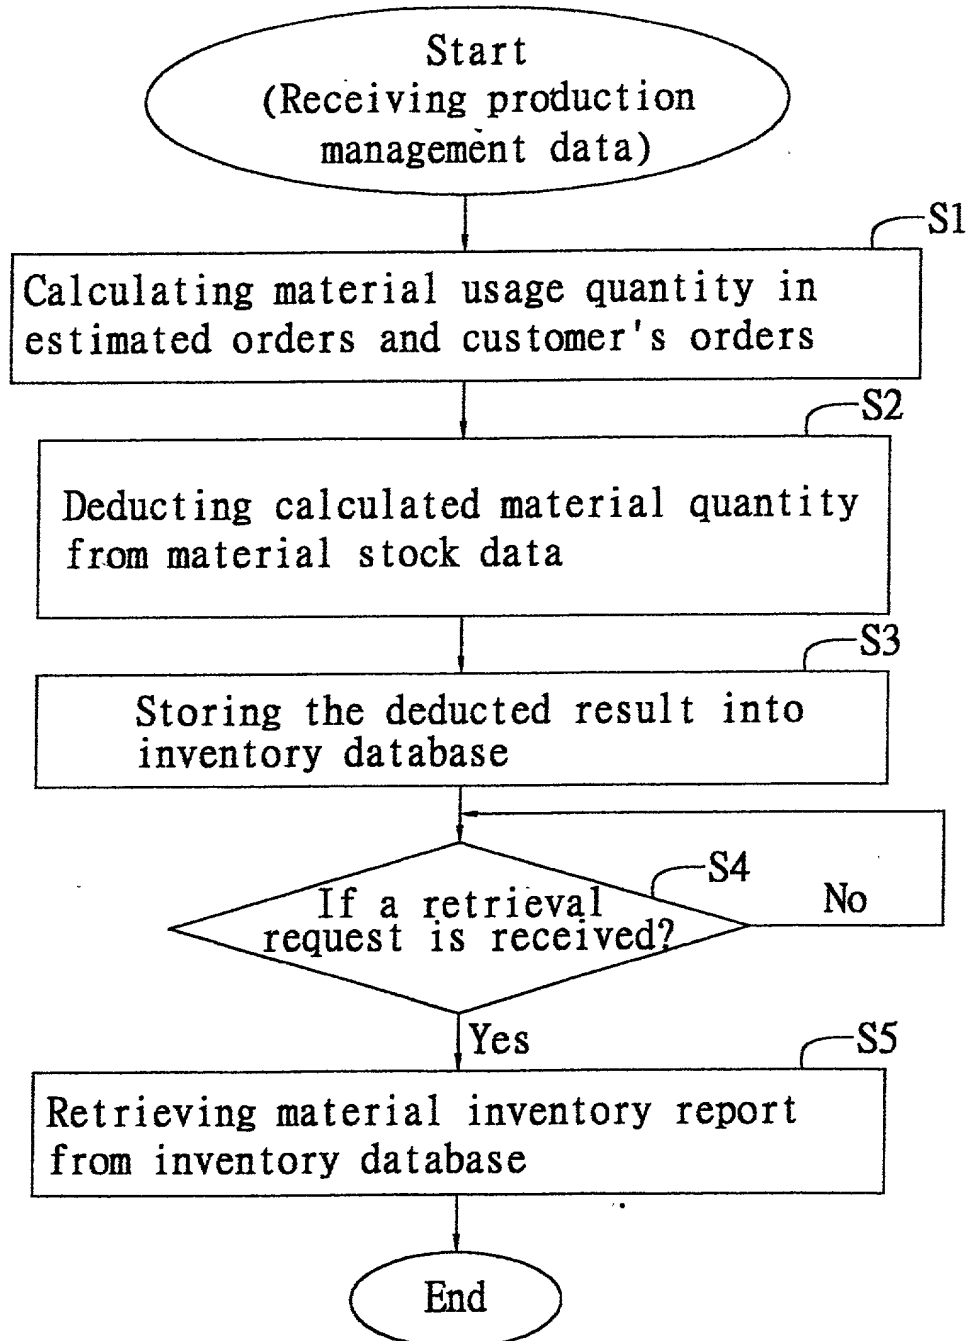 Start
(Receiving production
management data)
S1
Calculating material usage quantity in
estimated orders and customer's orders
S2
Deducting calculated material quantity
from material stock data
S3
Storing the deducted result into
inventory database
S4
If a retrieval
request is received?
No
Yes
S5
Retrieving material inventory report
from inventory database
End